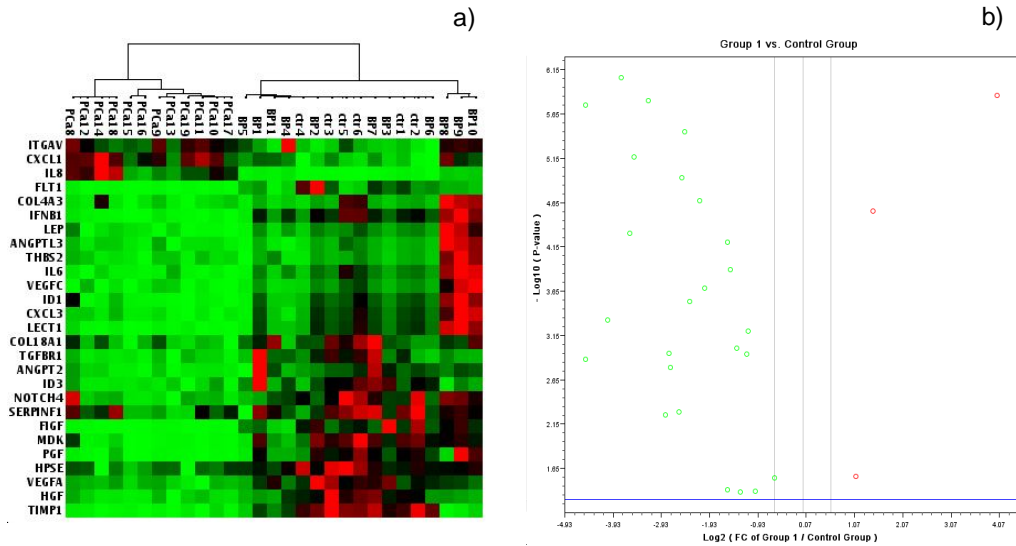 a)
PCa8
PCa12
PCa14
PCa18
PCa15
PCa16
PCa9
PCa13
PCa19
PCa11
PCa10
PCa17
BP5
BP1
BP11
BP4
ctr4
BP2
ctr3
ctr5
ctr6
BP7
BP3
ctr1
ctr2
BP6
BP8
BP9
BP10
ITGAV
CXCL1
IL8
FLT1
COL4A3
IFNB1
LEP
ANGPTL3
THBS2
IL6
VEGFC
ID1
CXCL3
LECT1
COL18A1
TGFBR1
ANGPT2
ID3
NOTCH4
SERPINF1
FIGF
MDK
PGF
HPSE
VEGFA
HGF
TIMP1
b)
Group 1 vs. Control Group
- Log10 ( P-value )
6.15
5.65
5.15
4.65
4.15
3.65
3.15
2.65
2.15
1.65
-4.93 -3.93 -2.93 -1.93 -0.93 0.07 1.07 2.07 3.07 4.07
Log2 ( FC of Group 1 / Control Group )